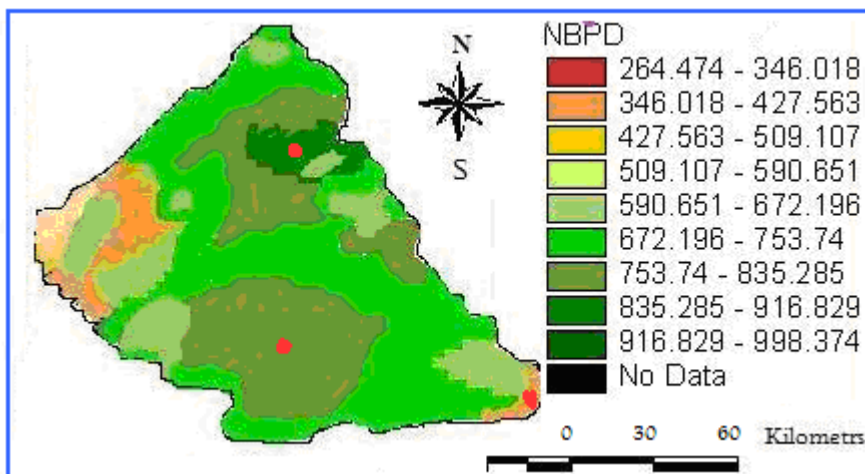 NBPD
N
S
264.474 - 346.018
346.018 - 427.563
427.563 - 509.107
509.107 - 590.651
590.651 - 672.196
672.196 - 753.74
753.74 - 835.285
835.285 - 916.829
916.829 - 998.374
No Data
0 30 60 Kilometrs